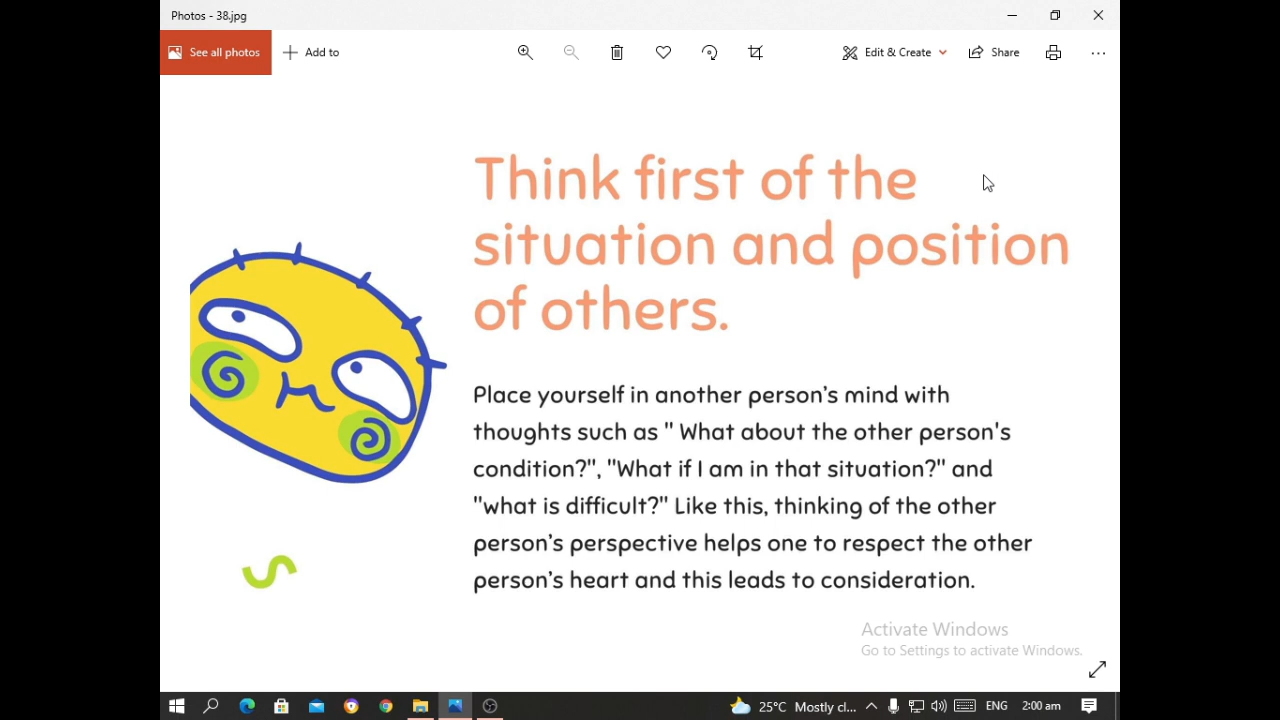 Photos - 38.jpg
See all photos
Add to
Edit & Create
Share
Think first of the
situation and position
of others.
Place yourself in another person's mind with
thoughts such as " What about the other person's
condition?", "What if I am in that situation?" and
"what is difficult?" Like this, thinking of the other
person's perspective helps one to respect the other
person's heart and this leads to consideration.
Activate Windows
Go to Settings to activate Windows.
25°C Mostly cl... ENG 2:00 am